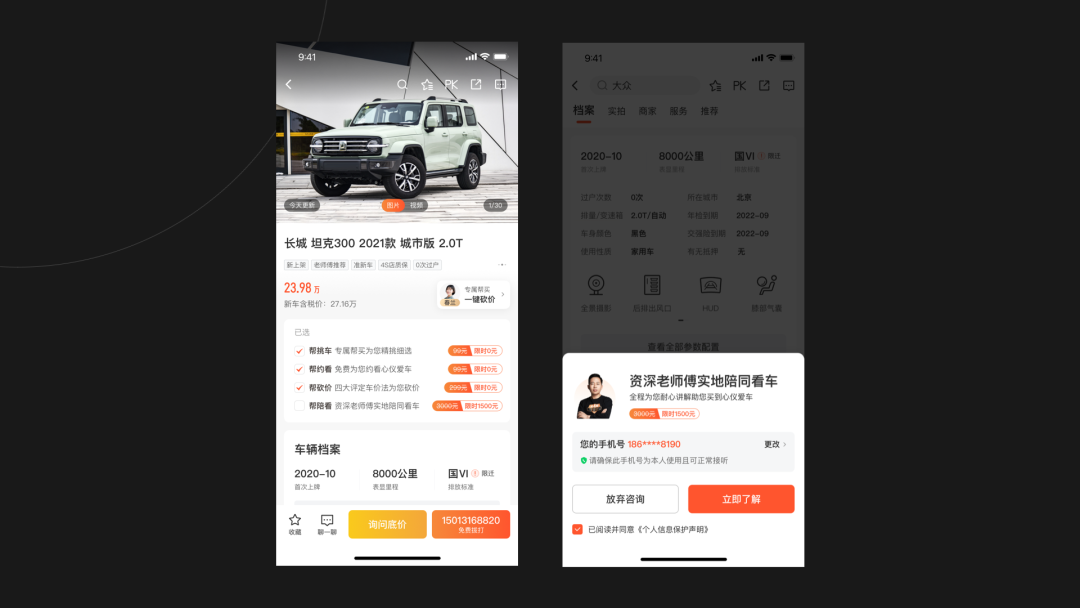 9:41
PK
今天更新
图片 视频
1/30
长城 坦克300 2021款 城市版 2.0T
新上架 老师傅推荐 准新车 4S店质保 0次过户
23.98万
新车含税价：27.16万
专属帮买
一键砍价
已选
帮挑车 专属帮买为您精挑细选 99元 限时0元
帮约看 免费为您约看心仪爱车 99元 限时0元
帮砍价 四大评定车价法为您砍价 299元 限时0元
帮陪看 资深老师傅实地陪同看车 3000元 限时1500元
车辆档案
2020-10 8000公里 国VI 限迁
首次上牌 表显里程 排放标准
收藏
聊一聊
询问底价
15013168820
免费拨打
9:41
大众
PK
档案 实拍 商家 服务 推荐
2020-10 8000公里 国VI 限迁
首次上牌 表显里程 排放标准
过户次数 0次 所在城市 北京
排量/变速箱 2.0T/自动 年检到期 2022-09
车身颜色 黑色 交强险到期 2022-09
使用性质 家用车 有无抵押 无
全景摄影 后排出风口 HUD 膝部气囊
查看全部参数配置
资深老师傅实地陪同看车
全程为您耐心讲解助您买到心仪爱车
3000元 限时1500元
您的手机号 186****8190 更改
请确保此手机号为本人使用且可正常接听
放弃咨询
立即了解
已阅读并同意《个人信息保护声明》